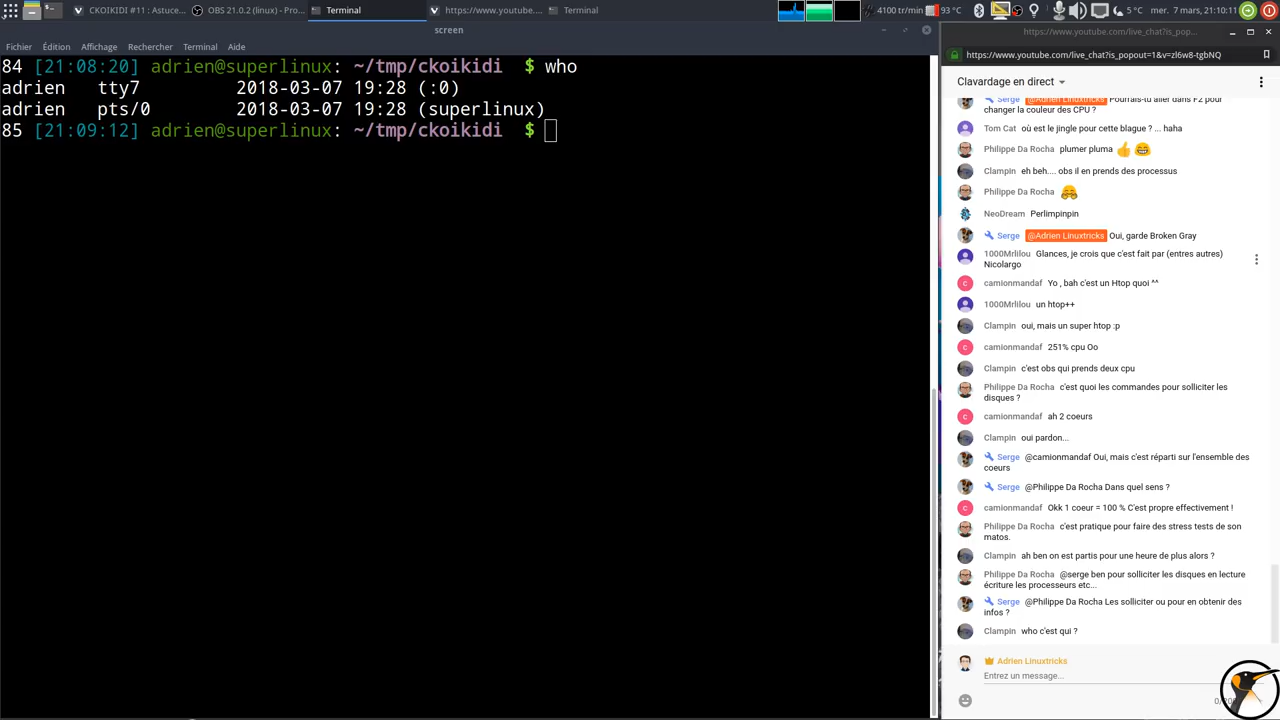 CKOIKIDI #11 : Astuce...
OBS 21.0.2 (linux) - Pro...
Terminal
https://www.youtube....
Terminal
4100 tr/min
93 °C
5 °C
mer. 7 mars, 21:10:11
screen
Fichier Édition Affichage Rechercher Terminal Aide
84 [21:08:20] adrien@superlinux: ~/tmp/ckoikidi $ who
adrien tty7 2018-03-07 19:28 (:0)
adrien pts/0 2018-03-07 19:28 (superlinux)
85 [21:09:12] adrien@superlinux: ~/tmp/ckoikidi $
https://www.youtube.com/live_chat?is_pop...
https://www.youtube.com/live_chat?is_popout=1&v=zl6w8-tgbNQ
Clavardage en direct
Serge @Adrien Linuxtricks Pourrais-tu aller dans F2 pour
changer la couleur des CPU ?
Tom Cat où est le jingle pour cette blague ? ... haha
Philippe Da Rocha plumer pluma 👍 😁
Clampin eh beh.... obs il en prends des processus
Philippe Da Rocha 🤗
NeoDream Perlimpinpin
Serge @Adrien Linuxtricks Oui, garde Broken Gray
1000Mrlilou Glances, je crois que c'est fait par (entres autres)
Nicolargo
camionmandaf Yo , bah c'est un Htop quoi ^^
1000Mrlilou un htop++
Clampin oui, mais un super htop :p
camionmandaf 251% cpu Oo
Clampin c'est obs qui prends deux cpu
Philippe Da Rocha c'est quoi les commandes pour solliciter les
disques ?
camionmandaf ah 2 coeurs
Clampin oui pardon...
Serge @camionmandaf Oui, mais c'est réparti sur l'ensemble des
coeurs
Serge @Philippe Da Rocha Dans quel sens ?
camionmandaf Okk 1 coeur = 100 % C'est propre effectivement !
Philippe Da Rocha c'est pratique pour faire des stress tests de son
matos.
Clampin ah ben on est partis pour une heure de plus alors ?
Philippe Da Rocha @serge ben pour solliciter les disques en lecture
écriture les processeurs etc...
Serge @Philippe Da Rocha Les solliciter ou pour en obtenir des
infos ?
Clampin who c'est qui ?
Adrien Linuxtricks
Entrez un message...